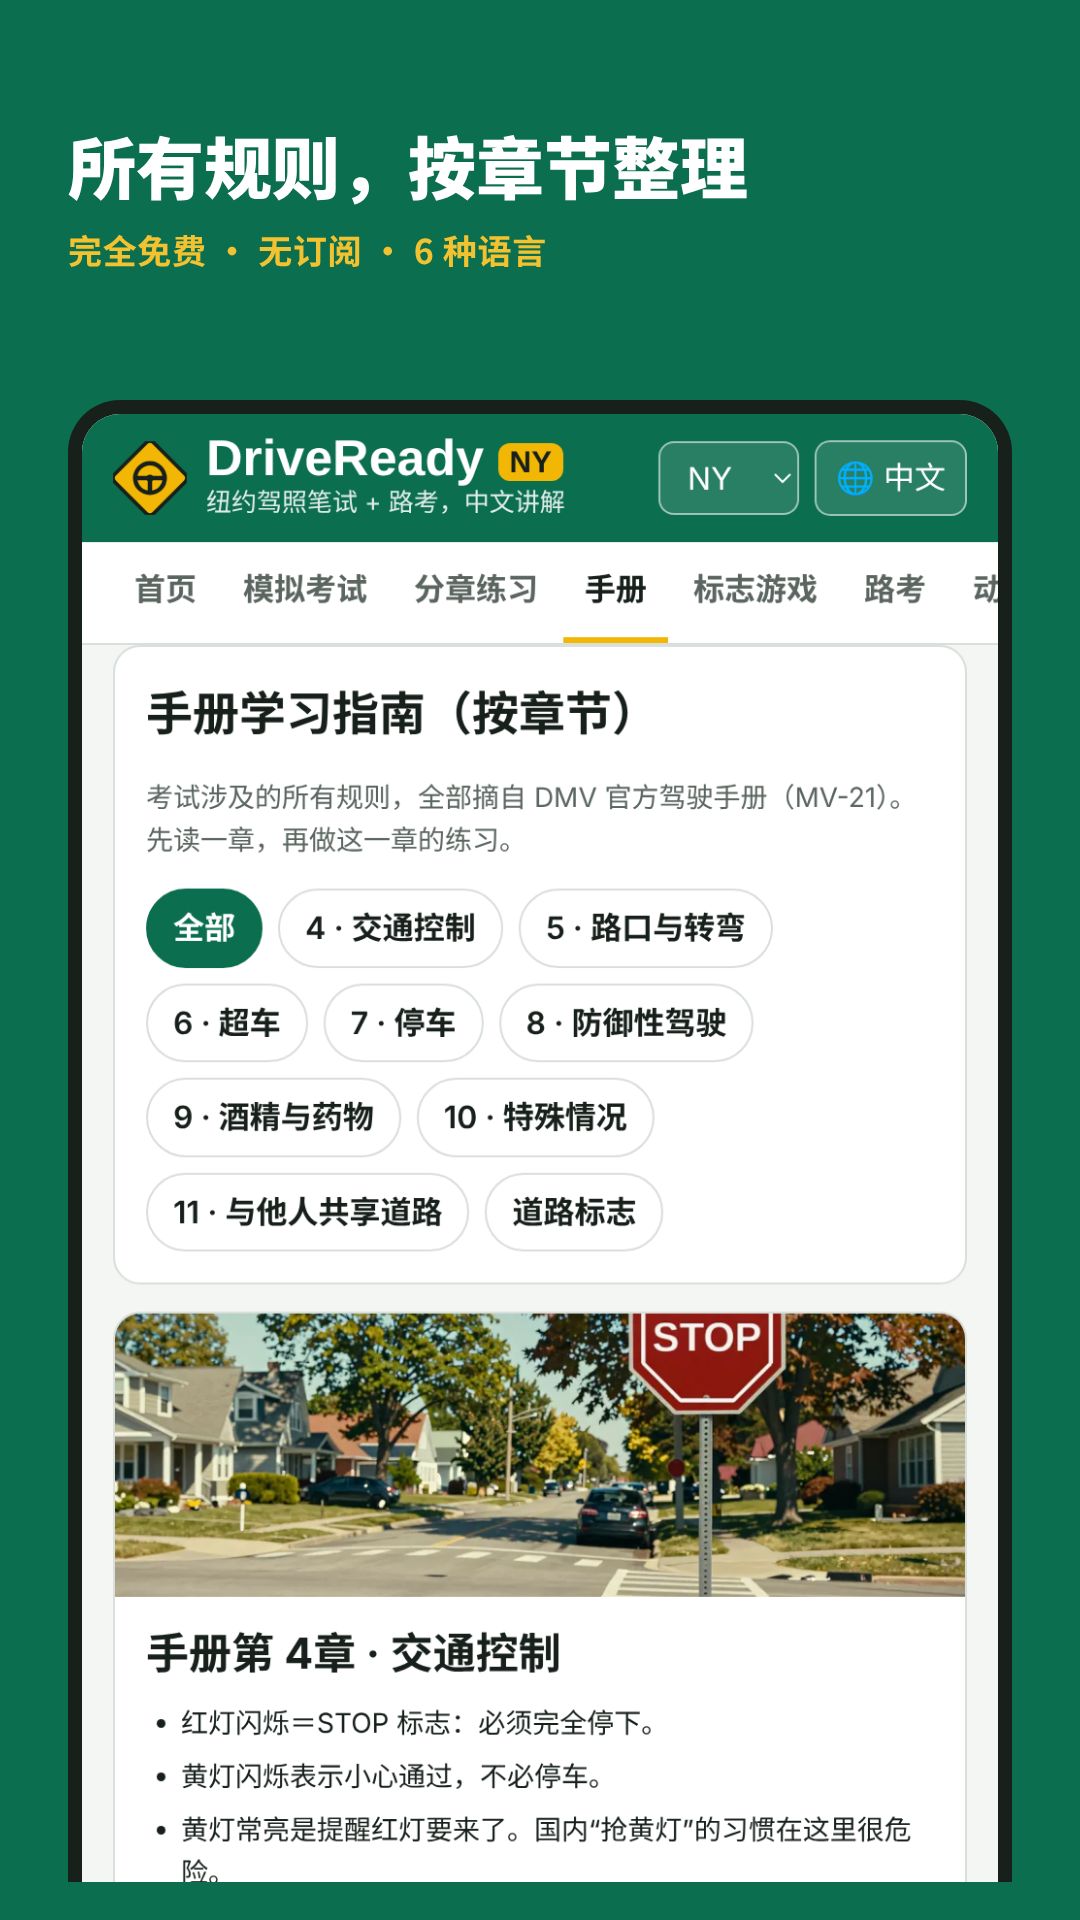 所有规则，按章节整理
完全免费 · 无订阅 · 6 种语言
DriveReady NY
纽约驾照笔试 + 路考，中文讲解
NY
中文
首页 模拟考试 分章练习 手册 标志游戏 路考 动
手册学习指南（按章节）
考试涉及的所有规则，全部摘自 DMV 官方驾驶手册（MV-21）。
先读一章，再做这一章的练习。
全部 4 · 交通控制 5 · 路口与转弯
6 · 超车 7 · 停车 8 · 防御性驾驶
9 · 酒精与药物 10 · 特殊情况
11 · 与他人共享道路 道路标志
STOP
手册第 4章 · 交通控制
• 红灯闪烁＝STOP 标志：必须完全停下。
• 黄灯闪烁表示小心通过，不必停车。
• 黄灯常亮是提醒红灯要来了。国内“抢黄灯”的习惯在这里很危
险。